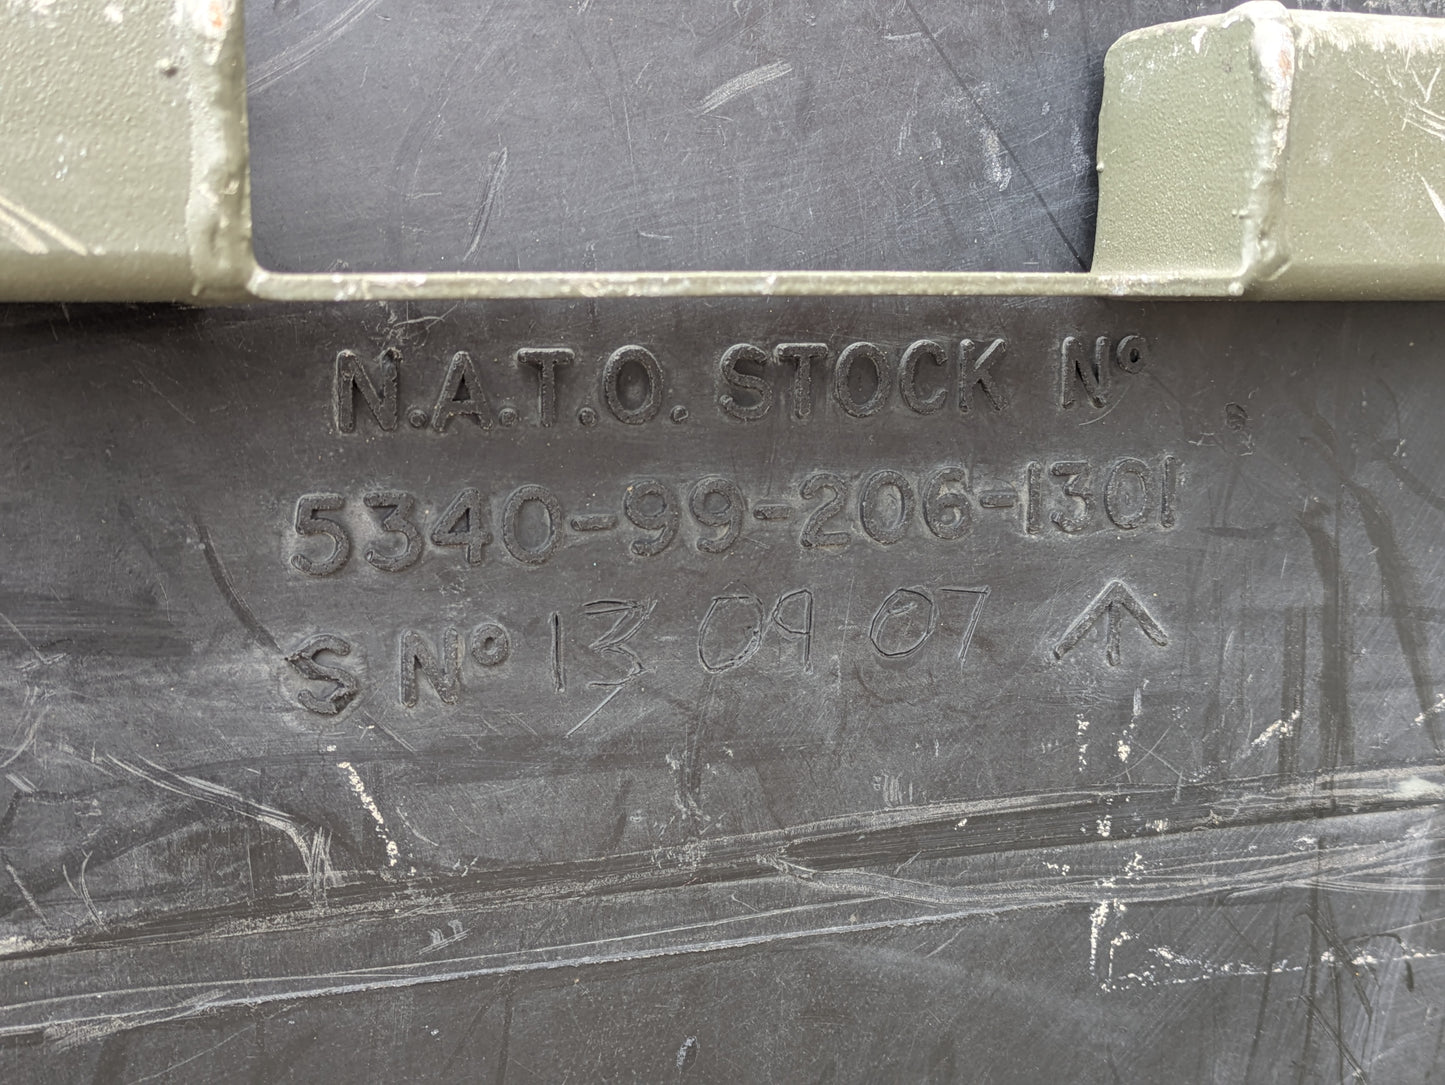 N.A.T.O. STOCK Nº
5340-99-206-1301
S Nº 13 09 07